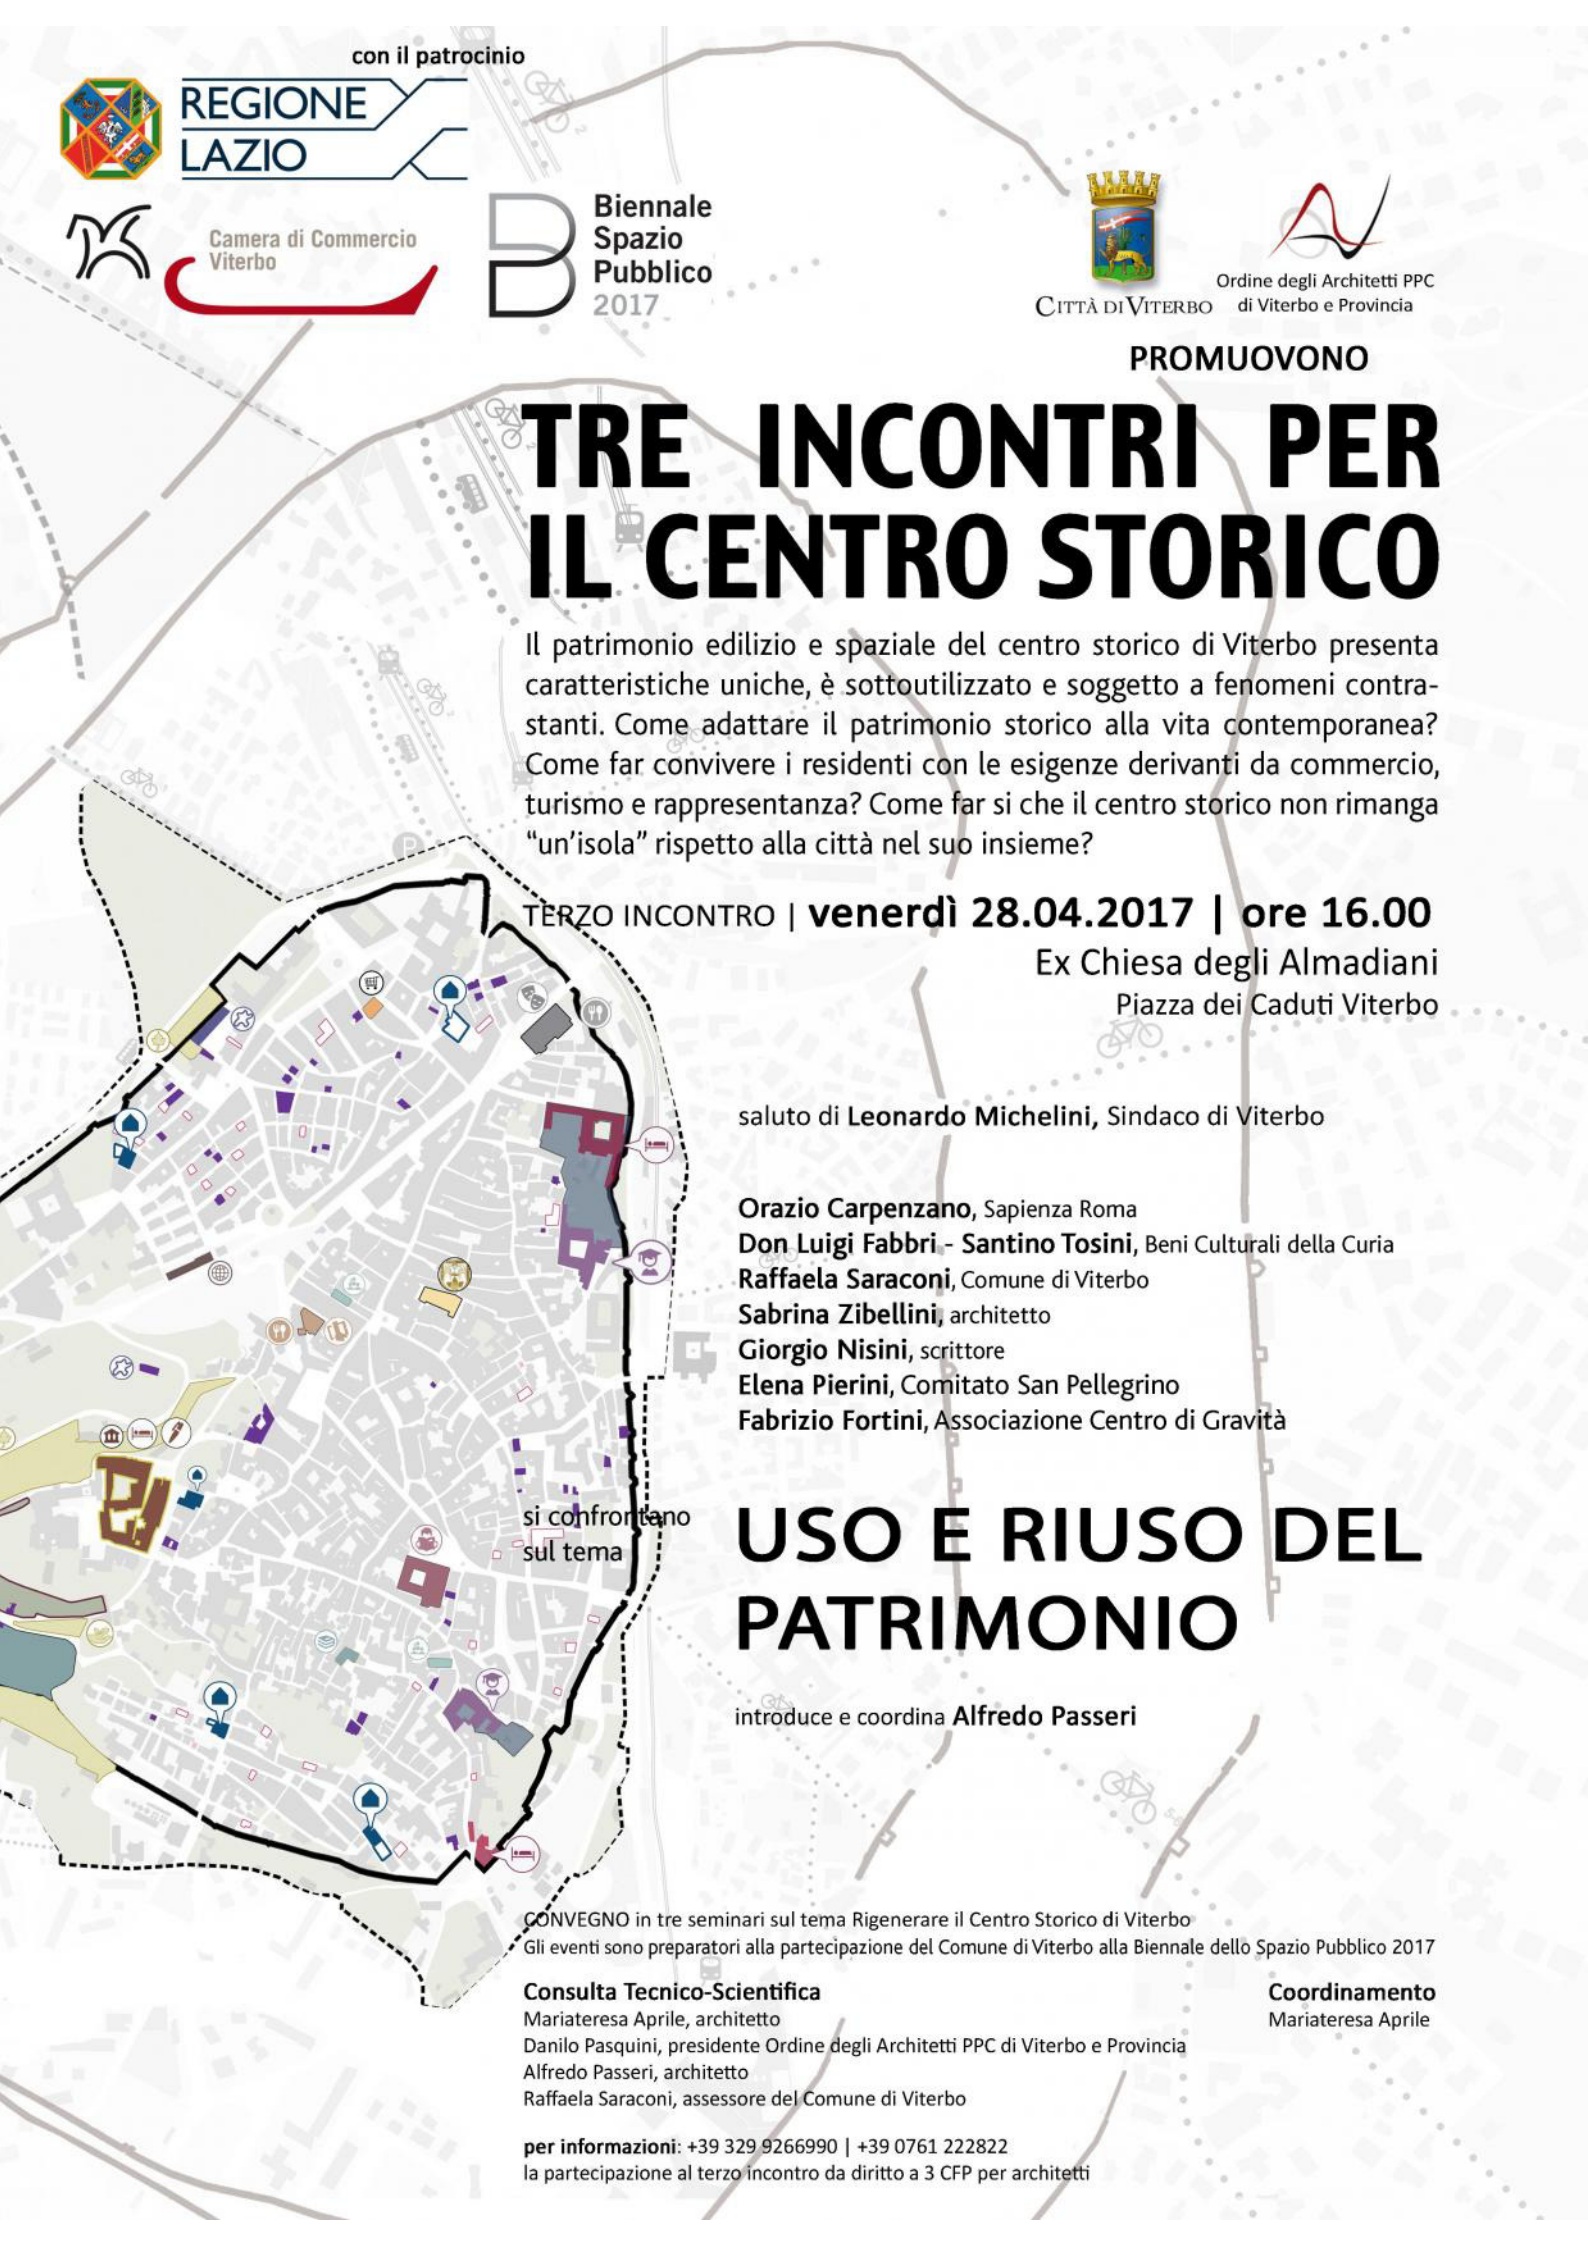 con il patrocinio
REGIONE
LAZIO
Camera di Commercio
Viterbo
Biennale
Spazio
Pubblico
2017
CITTÀ DI VITERBO
Ordine degli Architetti PPC
di Viterbo e Provincia
PROMUOVONO
TRE INCONTRI PER
IL CENTRO STORICO
Il patrimonio edilizio e spaziale del centro storico di Viterbo presenta
caratteristiche uniche, è sottoutilizzato e soggetto a fenomeni contra-
stanti. Come adattare il patrimonio storico alla vita contemporanea?
Come far convivere i residenti con le esigenze derivanti da commercio,
turismo e rappresentanza? Come far si che il centro storico non rimanga
“un’isola” rispetto alla città nel suo insieme?
P
TERZO INCONTRO | venerdì 28.04.2017 | ore 16.00
Ex Chiesa degli Almadiani
Piazza dei Caduti Viterbo
saluto di Leonardo Michelini, Sindaco di Viterbo
Orazio Carpenzano, Sapienza Roma
Don Luigi Fabbri - Santino Tosini, Beni Culturali della Curia
Raffaela Saraconi, Comune di Viterbo
Sabrina Zibellini, architetto
Giorgio Nisini, scrittore
Elena Pierini, Comitato San Pellegrino
Fabrizio Fortini, Associazione Centro di Gravità
si confrontano
sul tema
USO E RIUSO DEL
PATRIMONIO
introduce e coordina Alfredo Passeri
CONVEGNO in tre seminari sul tema Rigenerare il Centro Storico di Viterbo
Gli eventi sono preparatori alla partecipazione del Comune di Viterbo alla Biennale dello Spazio Pubblico 2017
Consulta Tecnico-Scientifica
Mariateresa Aprile, architetto
Danilo Pasquini, presidente Ordine degli Architetti PPC di Viterbo e Provincia
Alfredo Passeri, architetto
Raffaela Saraconi, assessore del Comune di Viterbo
Coordinamento
Mariateresa Aprile
per informazioni: +39 329 9266990 | +39 0761 222822
la partecipazione al terzo incontro da diritto a 3 CFP per architetti